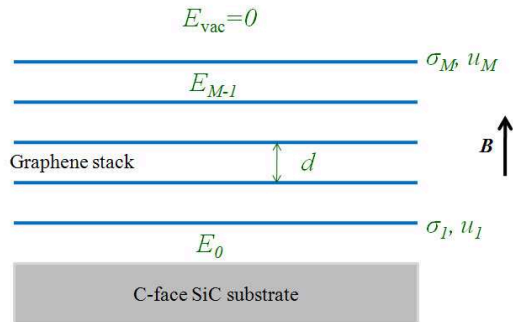 E_vac=0
σ_M, u_M
E_M-1
B
Graphene stack
d
σ_1, u_1
E_0
C-face SiC substrate